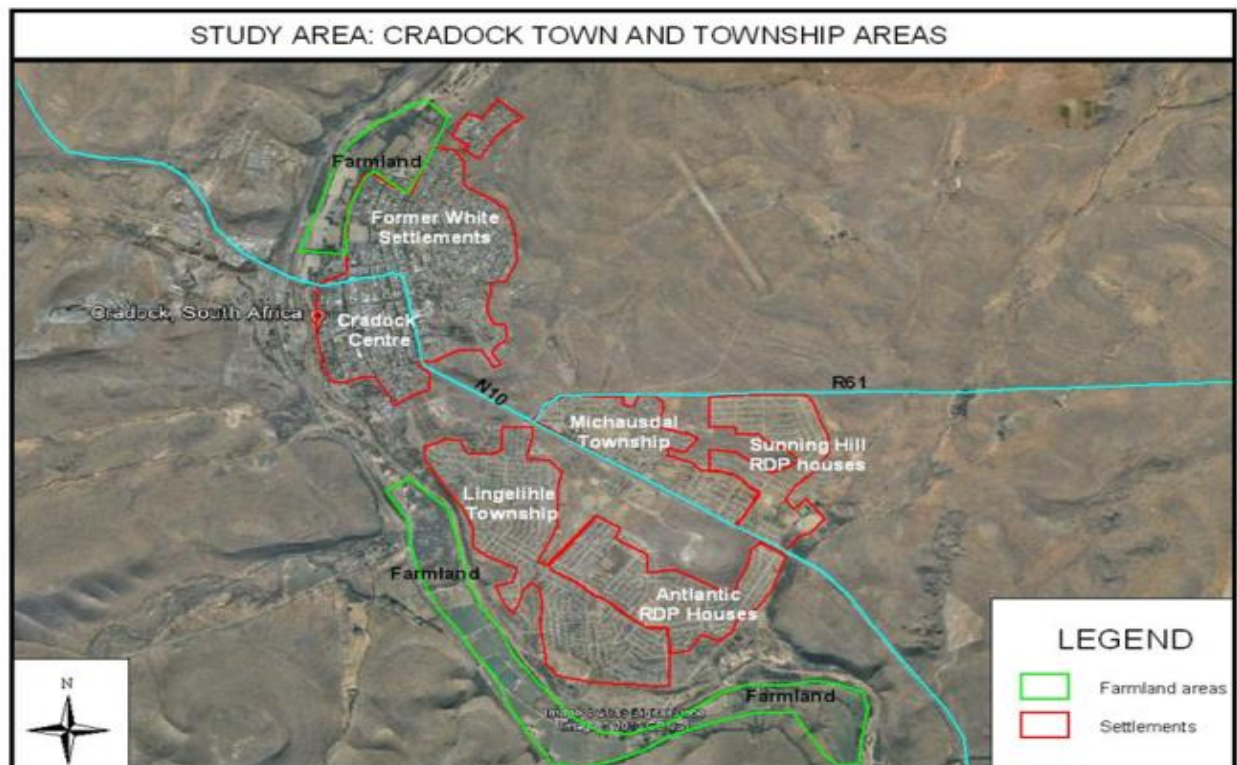 STUDY AREA: CRADOCK TOWN AND TOWNSHIP AREAS
Farmland
Former White
Settlements
Cradock, South Africa
Cradock
Centre
N10
R61
Michausdal
Township
Sunning Hill
RDP houses
Lingelihle
Township
Farmland
Antlantic
RDP Houses
Farmland
N
LEGEND
Farmland areas
Settlements